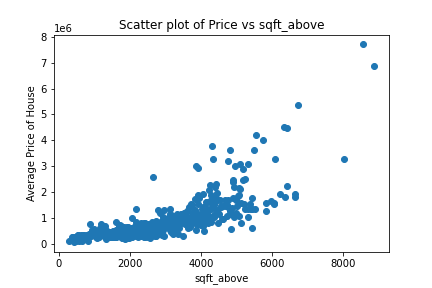 Scatter plot of Price vs sqft_above
1e6
8
7
6
5
4
3
2
1
0
Average Price of House
0 2000 4000 6000 8000
sqft_above